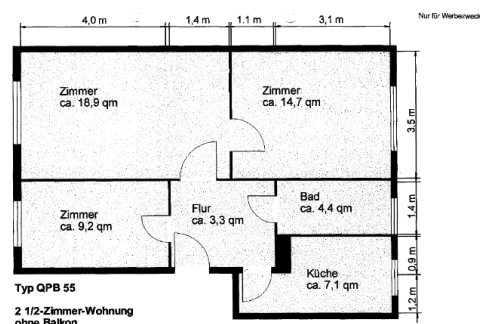 4,0 m
1,4 m
1.1 m
3,1 m
Nur für Werbezweck
Zimmer
ca. 18,9 qm
Zimmer
ca. 14,7 qm
3,5 m
Zimmer
ca. 9,2 qm
Flur
ca. 3,3 qm
Bad
ca. 4,4 qm
1.4 m
0,9 m
Küche
ca. 7,1 qm
1.2 m
Typ QPB 55
2 1/2-Zimmer-Wohnung
ohne Balkon